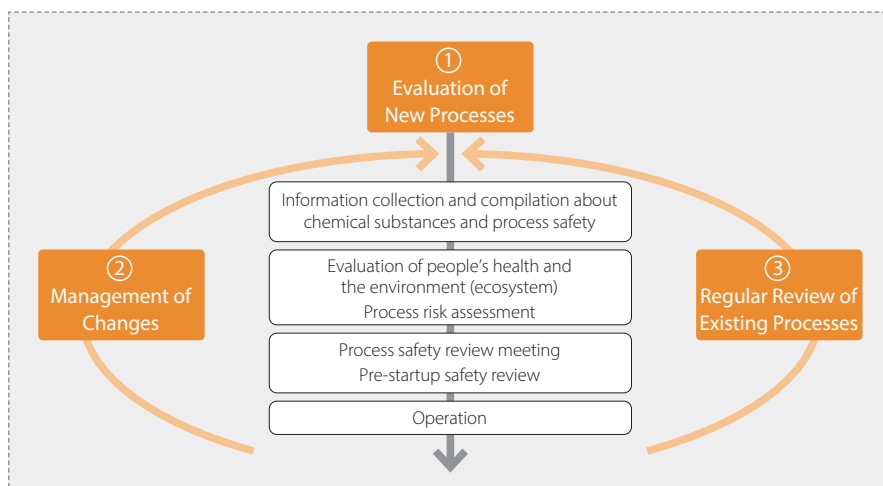 ①
Evaluation of
New Processes
Information collection and compilation about
chemical substances and process safety
Evaluation of people’s health and
the environment (ecosystem)
Process risk assessment
②
Management of
Changes
③
Regular Review of
Existing Processes
Process safety review meeting
Pre-startup safety review
Operation